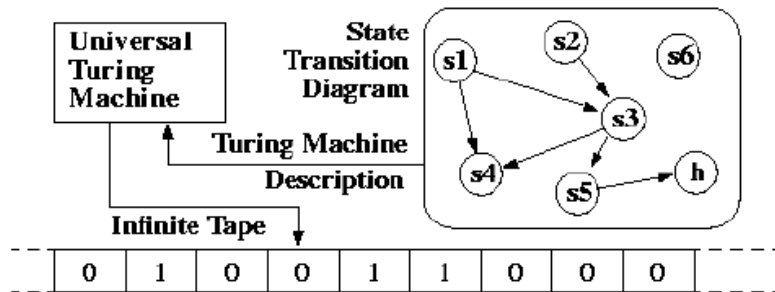 Universal
Turing
Machine
State
Transition
Diagram
s1
s2
s6
s3
s4
s5
h
Turing Machine
Description
Infinite Tape
0 1 0 0 1 1 0 0 0